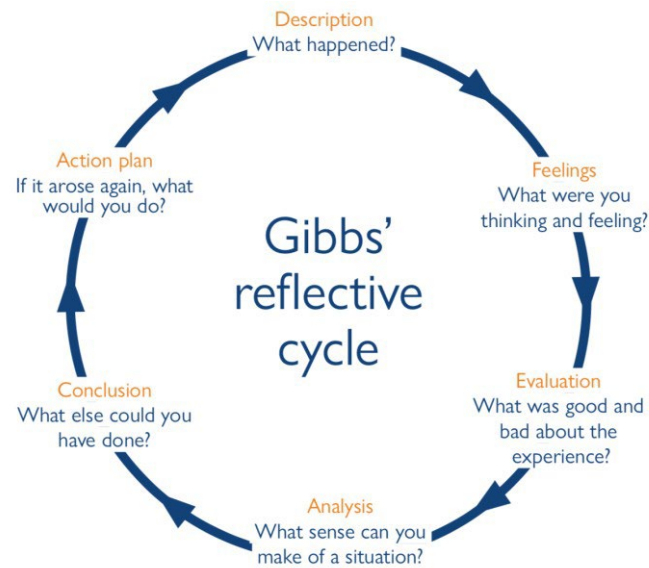 Description
What happened?
Feelings
What were you
thinking and feeling?
Evaluation
What was good and
bad about the
experience?
Analysis
What sense can you
make of a situation?
Conclusion
What else could you
have done?
Action plan
If it arose again, what
would you do?
Gibbs’
reflective
cycle